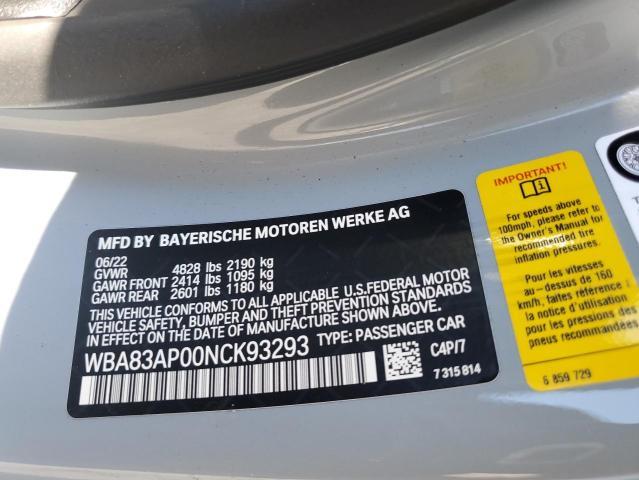 MFD BY BAYERISCHE MOTOREN WERKE AG
06/22
GVWR 4828 lbs 2190 kg
GAWR FRONT 2414 lbs 1095 kg
GAWR REAR 2601 lbs 1180 kg
THIS VEHICLE CONFORMS TO ALL APPLICABLE U.S. FEDERAL MOTOR
VEHICLE SAFETY, BUMPER AND THEFT PREVENTION STANDARDS
IN EFFECT ON THE DATE OF MANUFACTURE SHOWN ABOVE.
WBA83AP00NCK93293 TYPE: PASSENGER CAR
C4P/7
7 315 814
IMPORTANT!
For speeds above
100mph, please refer to
the Owner's Manual for
recommended tire
inflation pressures.
Pour les vitesses
au-dessus de 160
km/h, faites référence à
la notice d'utilisation
pour les pressions des
pneus recommandées
6 859 729